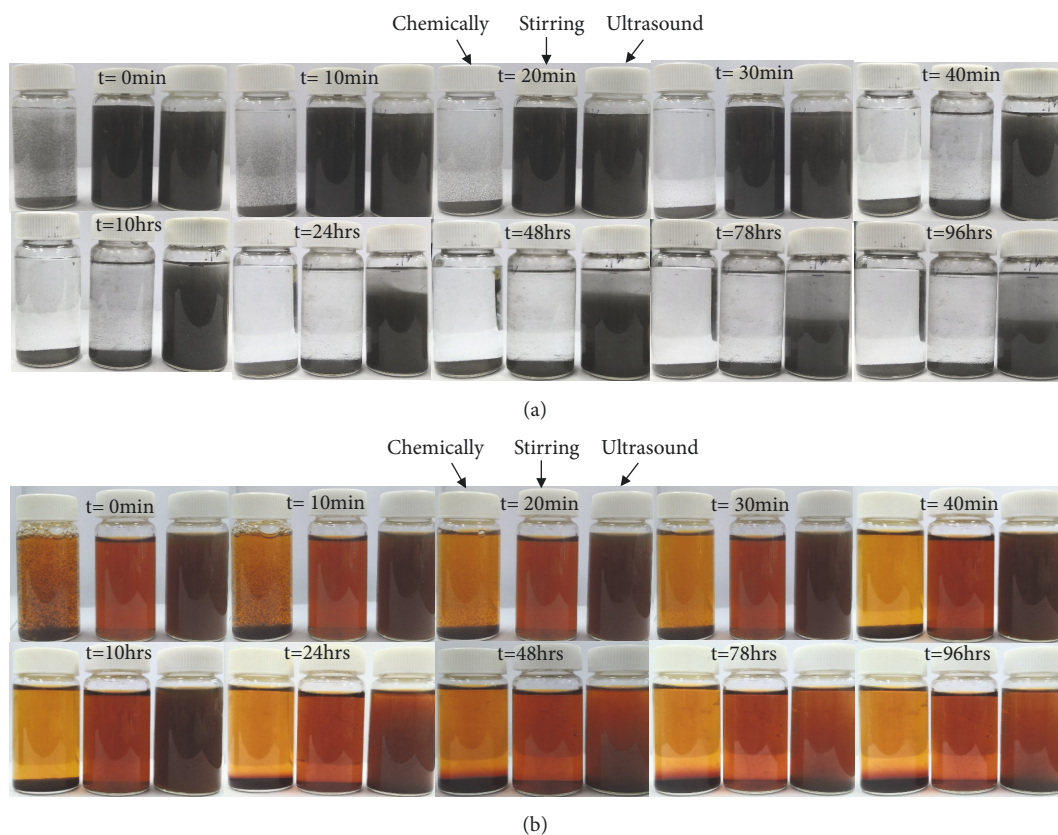 Chemically Stirring Ultrasound
t= 0min t= 10min t= 20min t= 30min t= 40min
t=10hrs t=24hrs t=48hrs t=78hrs t=96hrs
(a)
Chemically Stirring Ultrasound
t= 0min t= 10min t= 20min t= 30min t= 40min
t=10hrs t=24hrs t=48hrs t=78hrs t=96hrs
(b)